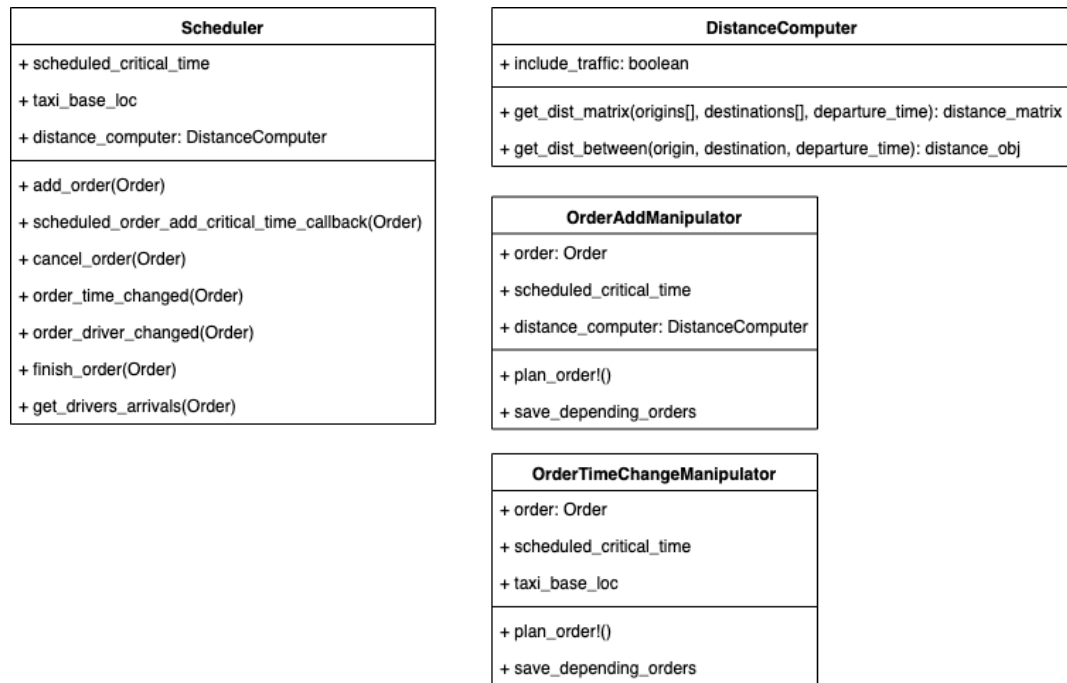 Scheduler
+ scheduled_critical_time
+ taxi_base_loc
+ distance_computer: DistanceComputer
+ add_order(Order)
+ scheduled_order_add_critical_time_callback(Order)
+ cancel_order(Order)
+ order_time_changed(Order)
+ order_driver_changed(Order)
+ finish_order(Order)
+ get_drivers_arrivals(Order)
DistanceComputer
+ include_traffic: boolean
+ get_dist_matrix(origins[], destinations[], departure_time): distance_matrix
+ get_dist_between(origin, destination, departure_time): distance_obj
OrderAddManipulator
+ order: Order
+ scheduled_critical_time
+ distance_computer: DistanceComputer
+ plan_order!()
+ save_depending_orders
OrderTimeChangeManipulator
+ order: Order
+ scheduled_critical_time
+ taxi_base_loc
+ plan_order!()
+ save_depending_orders